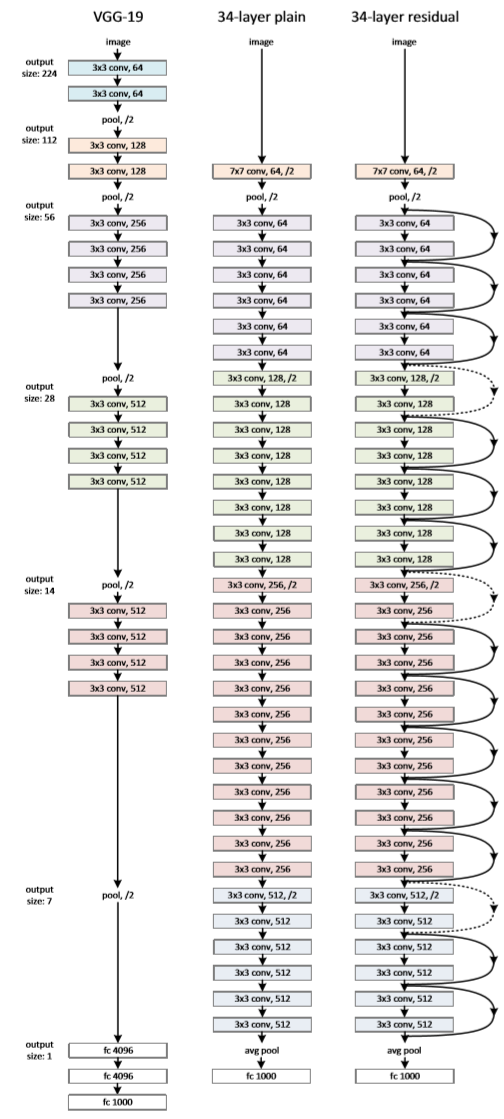 output
size: 224
output
size: 112
output
size: 56
output
size: 28
output
size: 14
output
size: 7
output
size: 1
VGG-19
image
3x3 conv, 64
3x3 conv, 64
pool, /2
3x3 conv, 128
3x3 conv, 128
pool, /2
3x3 conv, 256
3x3 conv, 256
3x3 conv, 256
3x3 conv, 256
pool, /2
3x3 conv, 512
3x3 conv, 512
3x3 conv, 512
3x3 conv, 512
pool, /2
3x3 conv, 512
3x3 conv, 512
3x3 conv, 512
3x3 conv, 512
pool, /2
fc 4096
fc 4096
fc 1000
34-layer plain
image
7x7 conv, 64, /2
pool, /2
3x3 conv, 64
3x3 conv, 64
3x3 conv, 64
3x3 conv, 64
3x3 conv, 64
3x3 conv, 64
3x3 conv, 128, /2
3x3 conv, 128
3x3 conv, 128
3x3 conv, 128
3x3 conv, 128
3x3 conv, 128
3x3 conv, 128
3x3 conv, 128
3x3 conv, 256, /2
3x3 conv, 256
3x3 conv, 256
3x3 conv, 256
3x3 conv, 256
3x3 conv, 256
3x3 conv, 256
3x3 conv, 256
3x3 conv, 256
3x3 conv, 256
3x3 conv, 256
3x3 conv, 256
3x3 conv, 512, /2
3x3 conv, 512
3x3 conv, 512
3x3 conv, 512
3x3 conv, 512
3x3 conv, 512
avg pool
fc 1000
34-layer residual
image
7x7 conv, 64, /2
pool, /2
3x3 conv, 64
3x3 conv, 64
3x3 conv, 64
3x3 conv, 64
3x3 conv, 64
3x3 conv, 64
3x3 conv, 128, /2
3x3 conv, 128
3x3 conv, 128
3x3 conv, 128
3x3 conv, 128
3x3 conv, 128
3x3 conv, 128
3x3 conv, 128
3x3 conv, 256, /2
3x3 conv, 256
3x3 conv, 256
3x3 conv, 256
3x3 conv, 256
3x3 conv, 256
3x3 conv, 256
3x3 conv, 256
3x3 conv, 256
3x3 conv, 256
3x3 conv, 256
3x3 conv, 256
3x3 conv, 512, /2
3x3 conv, 512
3x3 conv, 512
3x3 conv, 512
3x3 conv, 512
3x3 conv, 512
avg pool
fc 1000